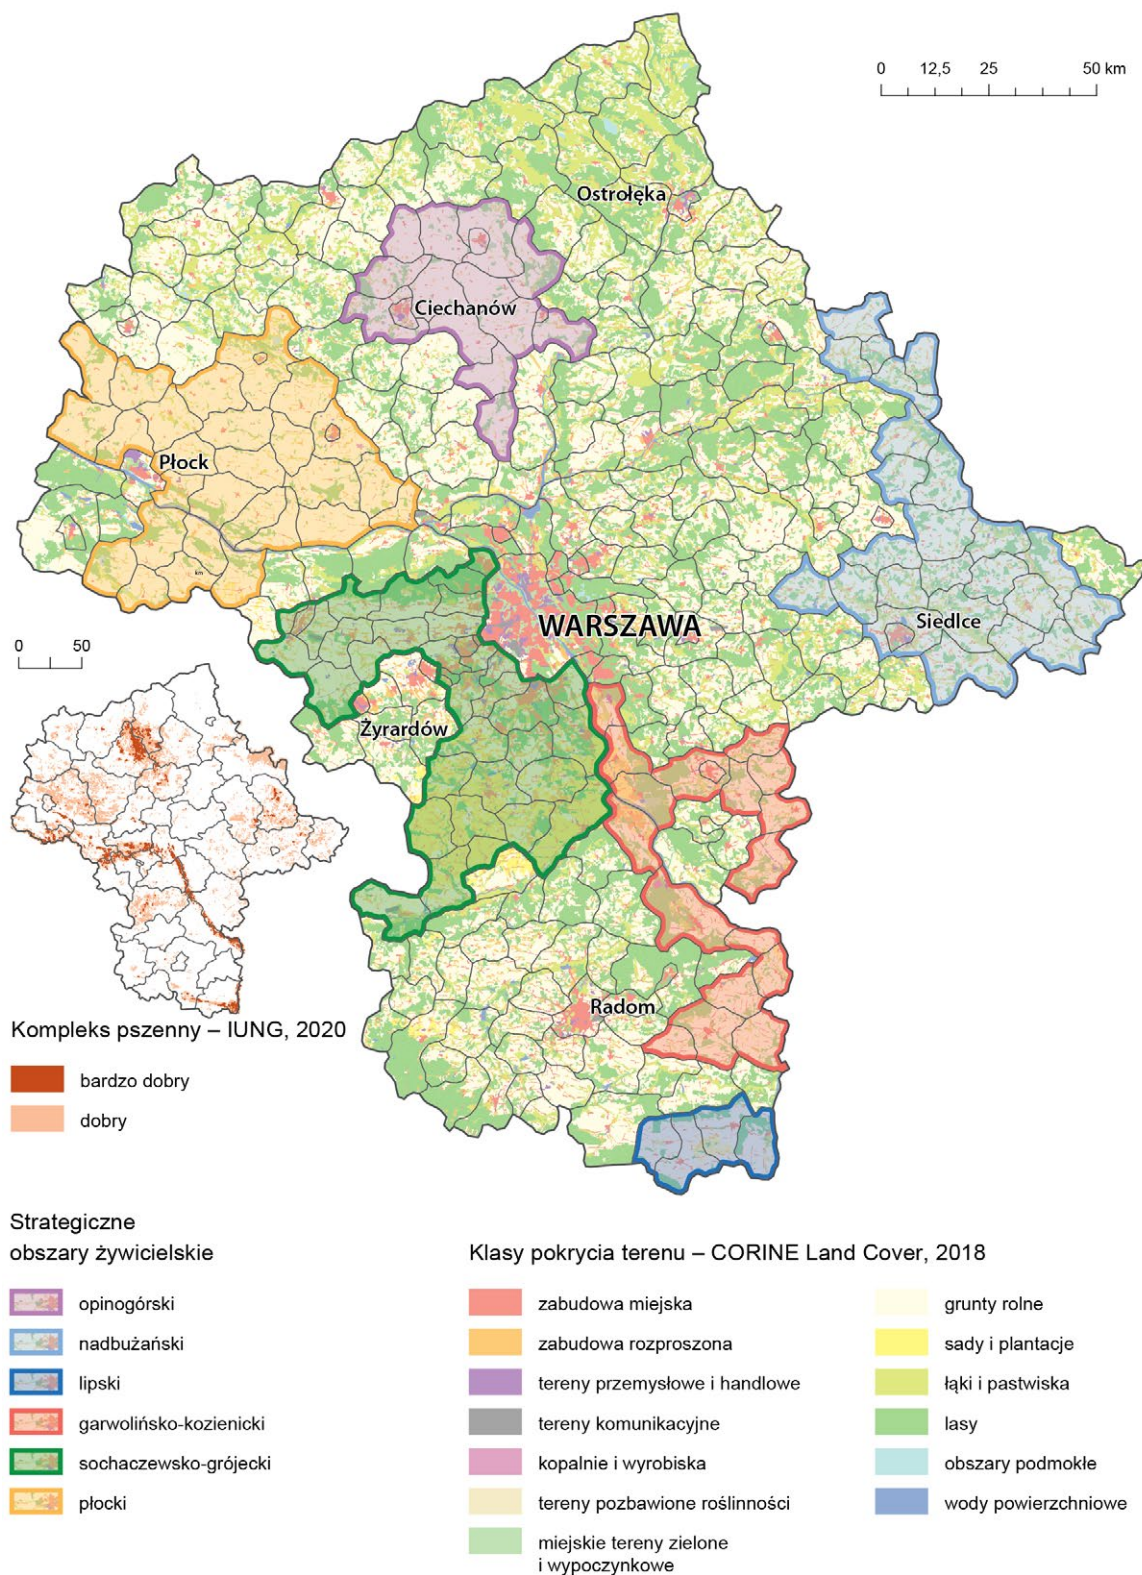 0 12,5 25 50 km
Ostrołęka
Ciechanów
Płock
km
WARSZAWA
Siedlce
0 50
Żyrardów
Radom
Kompleks pszenny – IUNG, 2020
bardzo dobry
dobry
Strategiczne
obszary żywicielskie
opinogórski
nadbużański
lipski
garwolińsko-kozienicki
sochaczewsko-grójecki
płocki
Klasy pokrycia terenu – CORINE Land Cover, 2018
zabudowa miejska
zabudowa rozproszona
tereny przemysłowe i handlowe
tereny komunikacyjne
kopalnie i wyrobiska
tereny pozbawione roślinności
miejskie tereny zielone
i wypoczynkowe
grunty rolne
sady i plantacje
łąki i pastwiska
lasy
obszary podmokłe
wody powierzchniowe